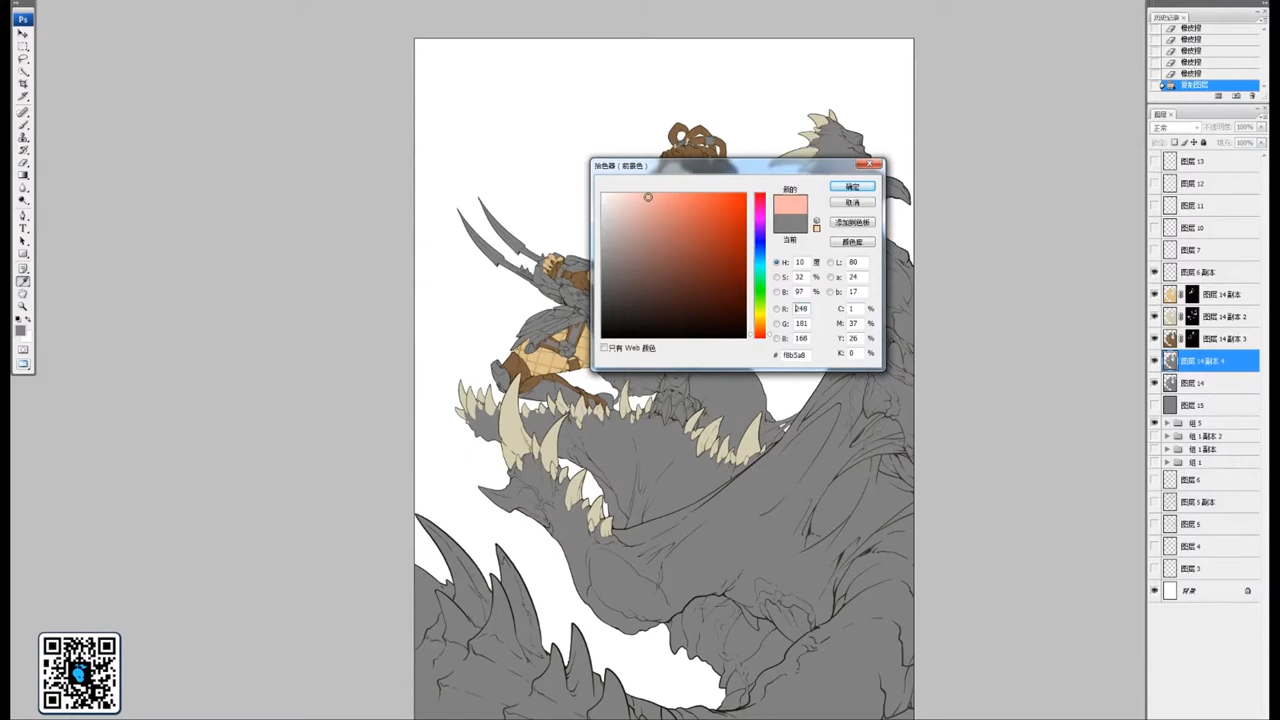 Ps
历史记录
橡皮擦
橡皮擦
橡皮擦
橡皮擦
橡皮擦
复制图层
图层
正常
不透明度: 100%
锁定:
填充: 100%
图层 13
图层 12
图层 11
图层 10
图层 7
图层 6 副本
图层 14 副本
图层 14 副本 2
图层 14 副本 3
图层 14 副本 4
图层 14
图层 15
组 5
组 1 副本 2
组 1 副本
组 1
图层 6
图层 5 副本
图层 5
图层 4
图层 3
背景
拾色器（前景色）
新的
当前
确定
取消
添加到色板
颜色库
H: 10 度
S: 32 %
B: 97 %
R: 248
G: 181
B: 168
L: 80
a: 24
b: 17
C: 1 %
M: 37 %
Y: 26 %
K: 0 %
# f8b5a8
只有 Web 颜色